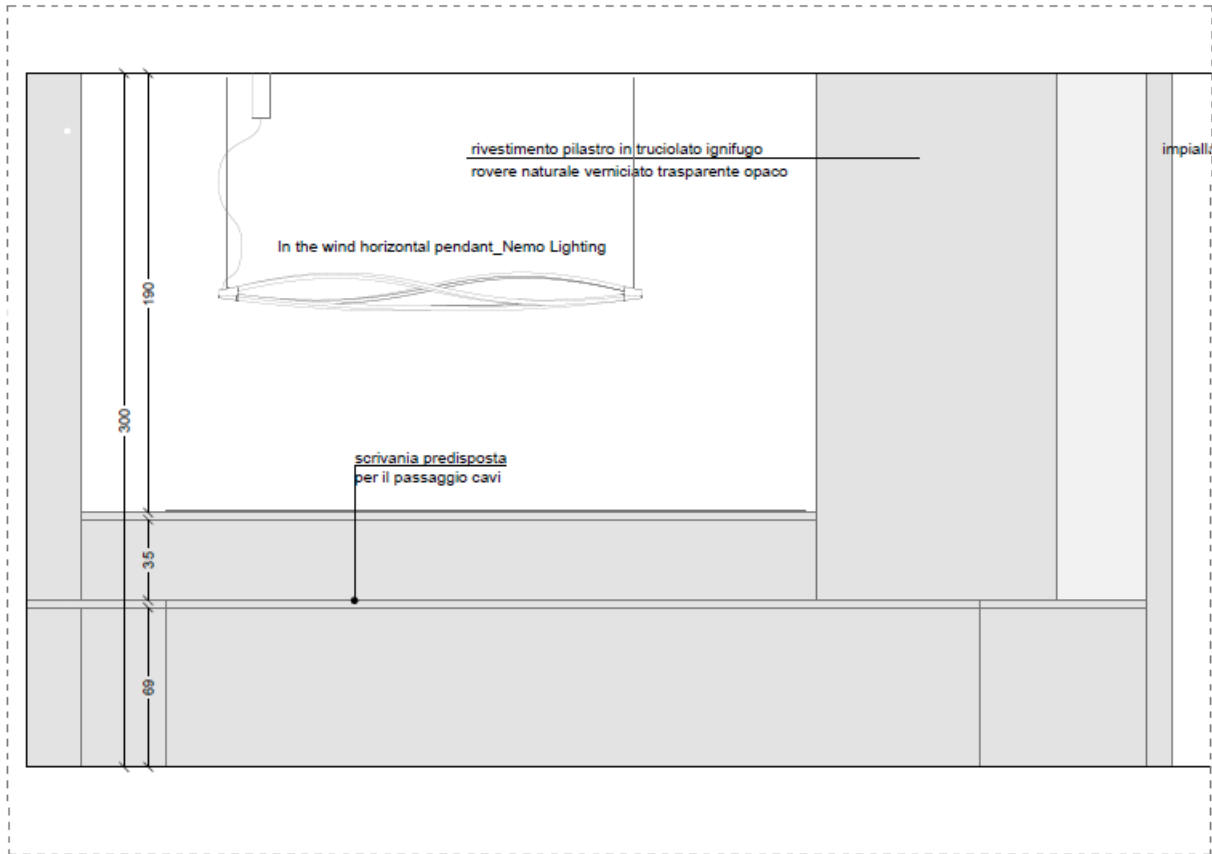 rivestimento pilastro in truciolato ignifugo
rovere naturale verniciato trasparente opaco
impialla
In the wind horizontal pendant_Nemo Lighting
190
300
scrivania predisposta
per il passaggio cavi
35
69